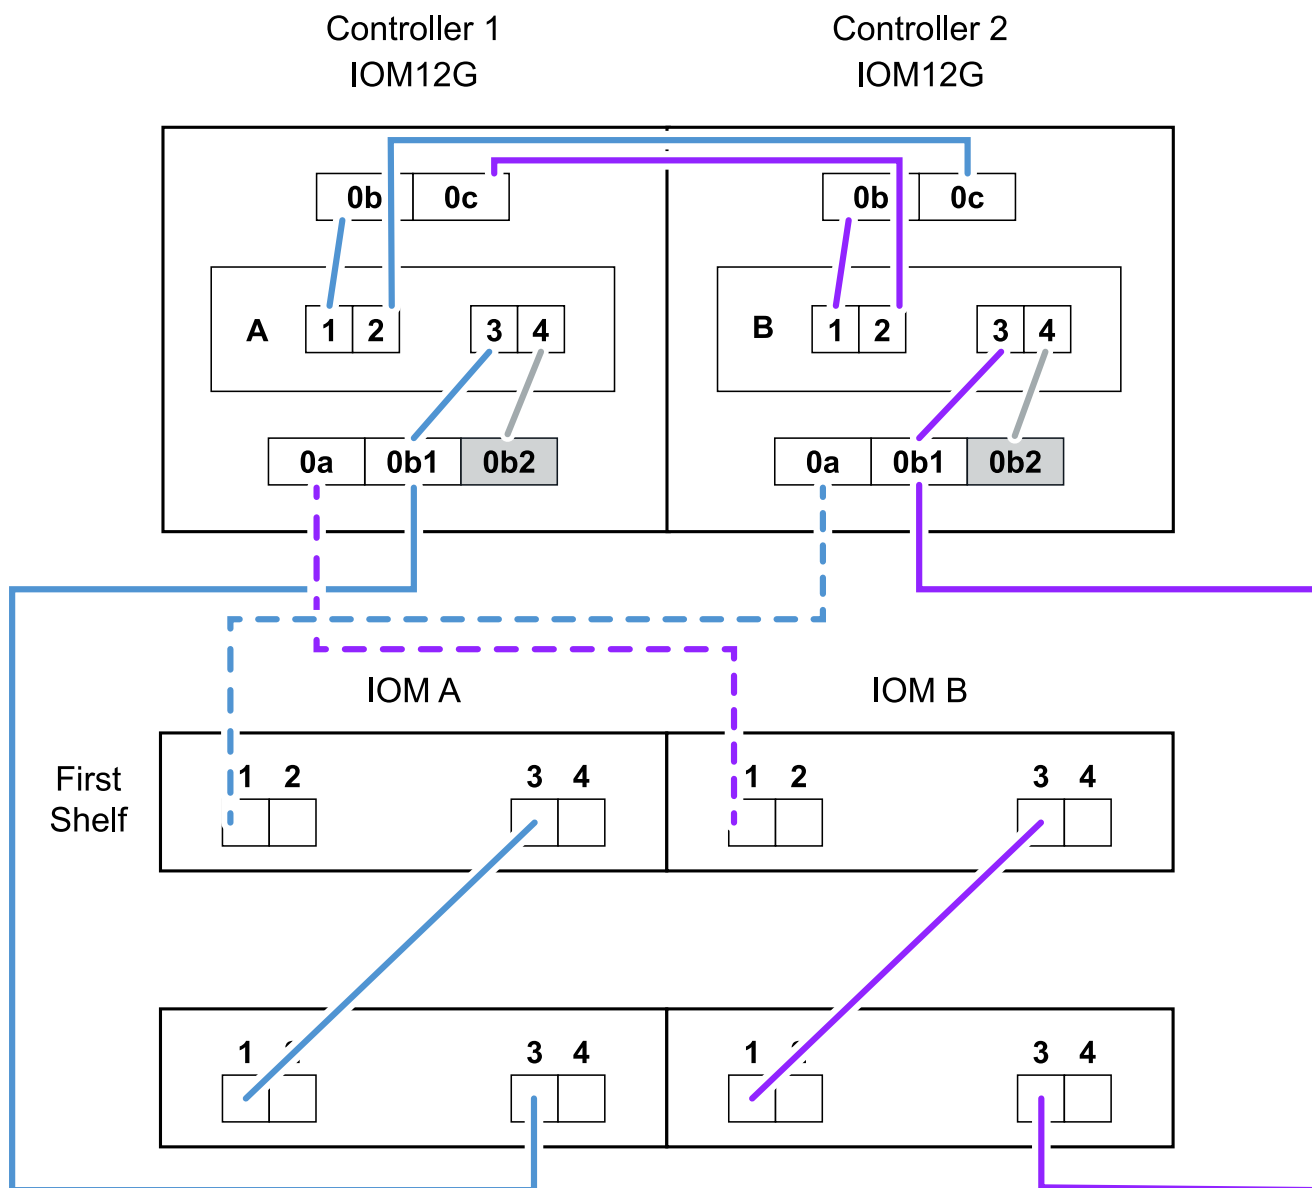 Controller 1
IOM12G
Controller 2
IOM12G
0b 0c
0b 0c
A 1 2 3 4
B 1 2 3 4
0a 0b1 0b2
0a 0b1 0b2
IOM A
IOM B
First
Shelf
1 2 3 4
1 2 3 4
1 3 4
1 3 4